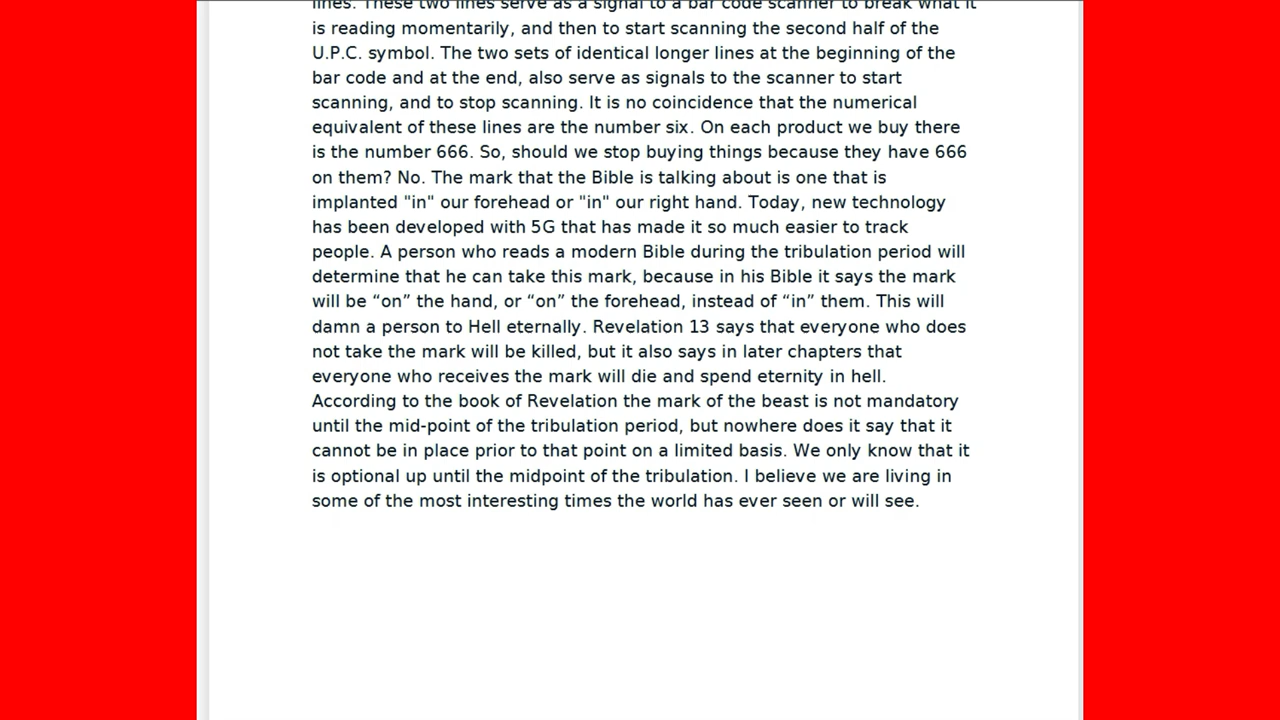 lines. These two lines serve as a signal to a bar code scanner to break what it
is reading momentarily, and then to start scanning the second half of the
U.P.C. symbol. The two sets of identical longer lines at the beginning of the
bar code and at the end, also serve as signals to the scanner to start
scanning, and to stop scanning. It is no coincidence that the numerical
equivalent of these lines are the number six. On each product we buy there
is the number 666. So, should we stop buying things because they have 666
on them? No. The mark that the Bible is talking about is one that is
implanted "in" our forehead or "in" our right hand. Today, new technology
has been developed with 5G that has made it so much easier to track
people. A person who reads a modern Bible during the tribulation period will
determine that he can take this mark, because in his Bible it says the mark
will be “on” the hand, or “on” the forehead, instead of “in” them. This will
damn a person to Hell eternally. Revelation 13 says that everyone who does
not take the mark will be killed, but it also says in later chapters that
everyone who receives the mark will die and spend eternity in hell.
According to the book of Revelation the mark of the beast is not mandatory
until the mid-point of the tribulation period, but nowhere does it say that it
cannot be in place prior to that point on a limited basis. We only know that it
is optional up until the midpoint of the tribulation. I believe we are living in
some of the most interesting times the world has ever seen or will see.